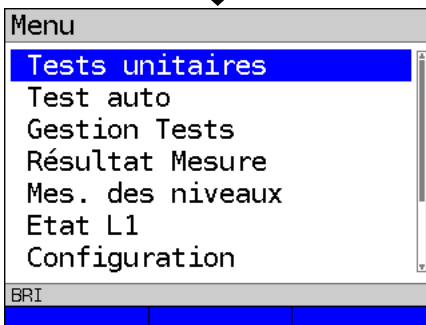 Menu
Tests unitaires
Test auto
Gestion Tests
Résultat Mesure
Mes. des niveaux
Etat L1
Configuration
BRI